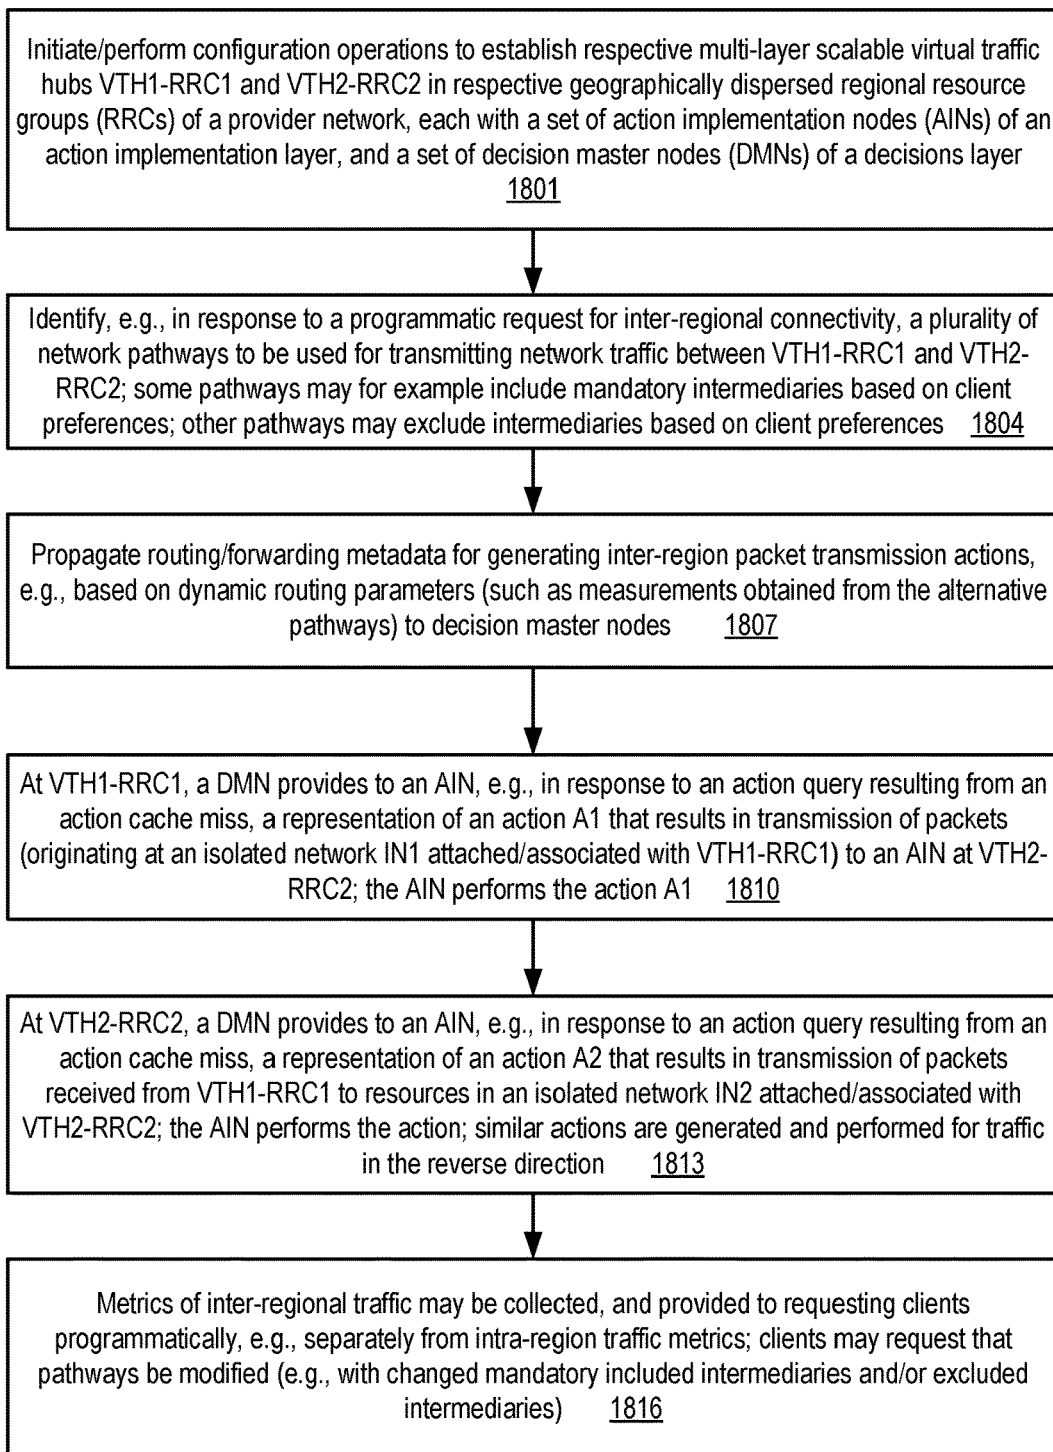 Initiate/perform configuration operations to establish respective multi-layer scalable virtual traffic
hubs VTH1-RRC1 and VTH2-RRC2 in respective geographically dispersed regional resource
groups (RRCs) of a provider network, each with a set of action implementation nodes (AINs) of an
action implementation layer, and a set of decision master nodes (DMNs) of a decisions layer
1801
Identify, e.g., in response to a programmatic request for inter-regional connectivity, a plurality of
network pathways to be used for transmitting network traffic between VTH1-RRC1 and VTH2-
RRC2; some pathways may for example include mandatory intermediaries based on client
preferences; other pathways may exclude intermediaries based on client preferences 1804
Propagate routing/forwarding metadata for generating inter-region packet transmission actions,
e.g., based on dynamic routing parameters (such as measurements obtained from the alternative
pathways) to decision master nodes 1807
At VTH1-RRC1, a DMN provides to an AIN, e.g., in response to an action query resulting from an
action cache miss, a representation of an action A1 that results in transmission of packets
(originating at an isolated network IN1 attached/associated with VTH1-RRC1) to an AIN at VTH2-
RRC2; the AIN performs the action A1 1810
At VTH2-RRC2, a DMN provides to an AIN, e.g., in response to an action query resulting from an
action cache miss, a representation of an action A2 that results in transmission of packets
received from VTH1-RRC1 to resources in an isolated network IN2 attached/associated with
VTH2-RRC2; the AIN performs the action; similar actions are generated and performed for traffic
in the reverse direction 1813
Metrics of inter-regional traffic may be collected, and provided to requesting clients
programmatically, e.g., separately from intra-region traffic metrics; clients may request that
pathways be modified (e.g., with changed mandatory included intermediaries and/or excluded
intermediaries) 1816